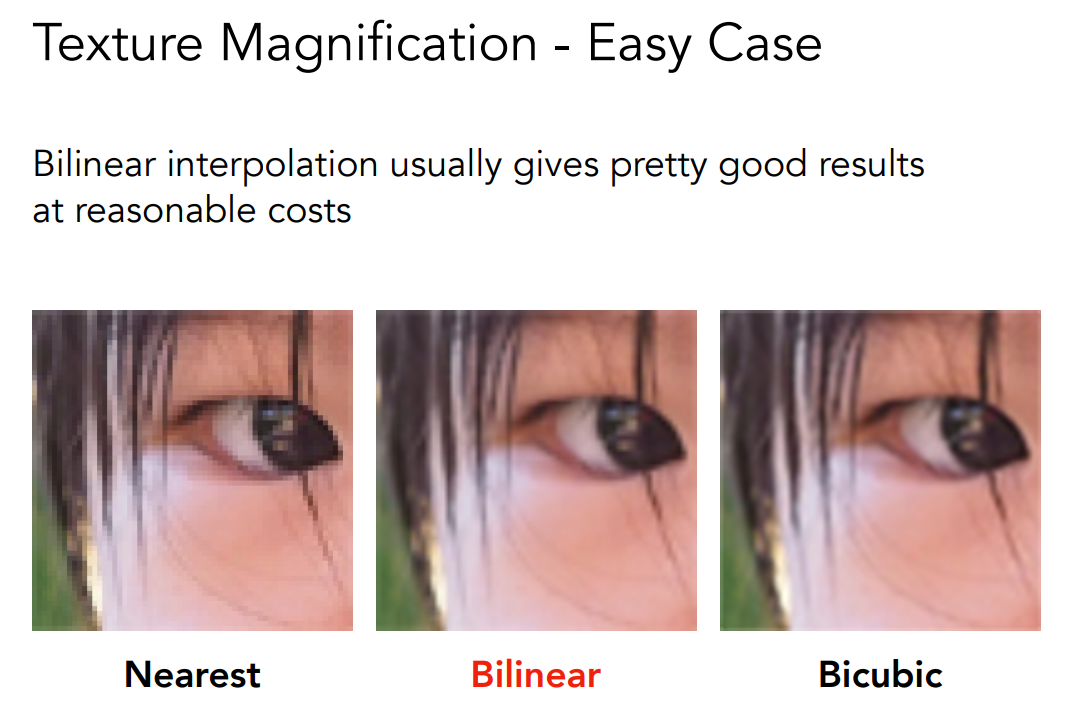 Texture Magnification - Easy Case
Bilinear interpolation usually gives pretty good results
at reasonable costs
Nearest
Bilinear
Bicubic